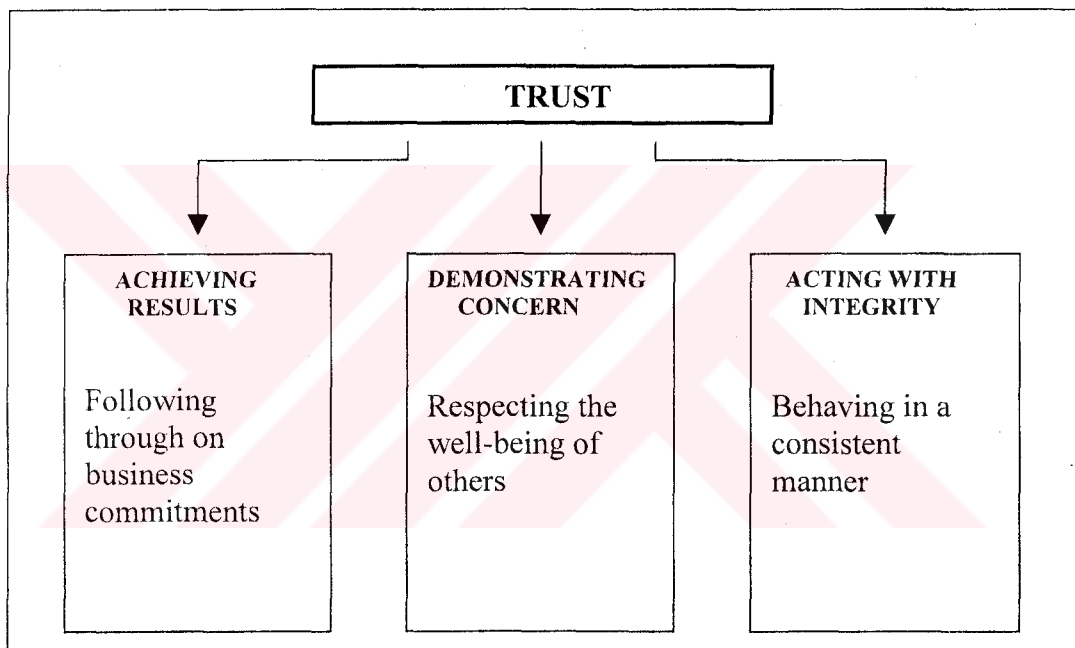 TRUST
ACHIEVING
RESULTS
Following
through on
business
commitments
DEMONSTRATING
CONCERN
Respecting the
well-being of
others
ACTING WITH
INTEGRITY
Behaving in a
consistent
manner